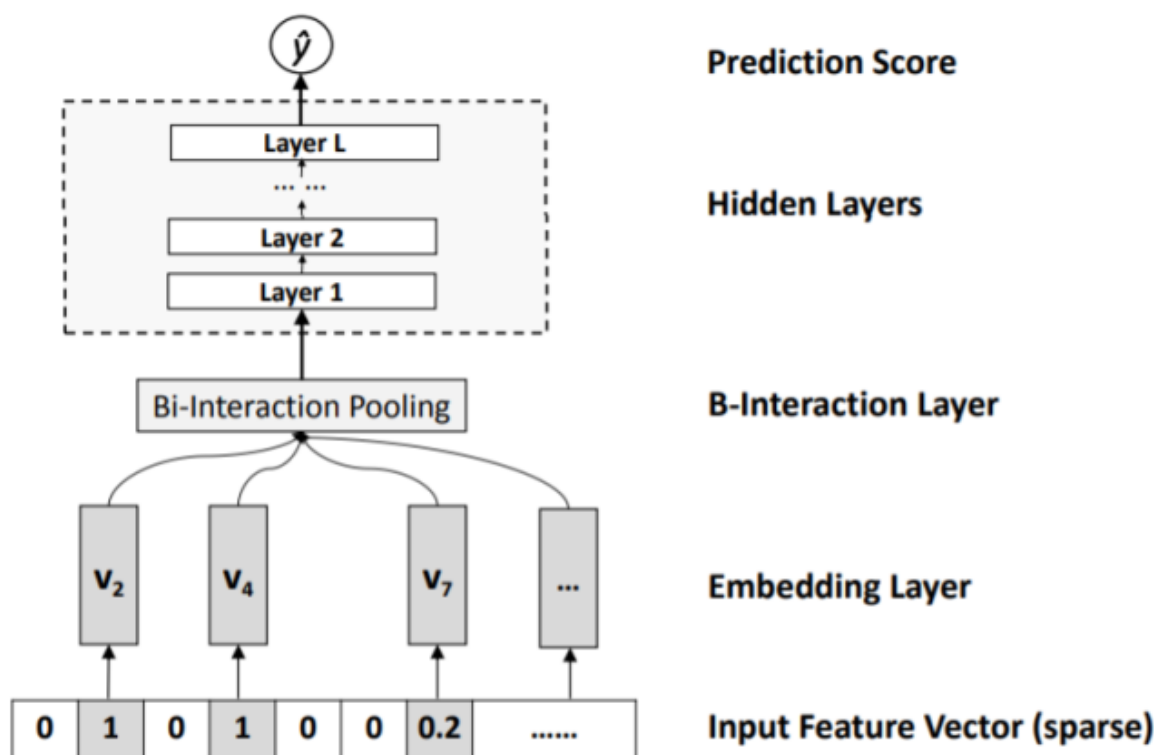 ŷ Prediction Score
Layer L
... ...
Hidden Layers
Layer 2
Layer 1
Bi-Interaction Pooling B-Interaction Layer
v₂ v₄ v₇ ... Embedding Layer
0 1 0 1 0 0 0.2 ...... Input Feature Vector (sparse)